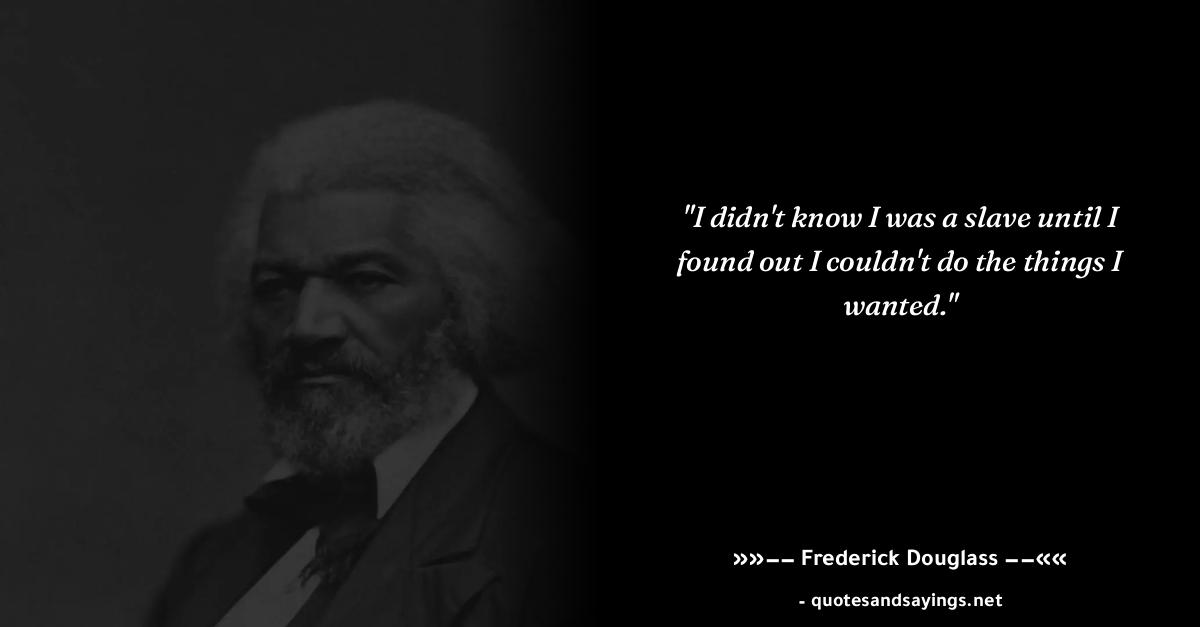 "I didn't know I was a slave until I
found out I couldn't do the things I
wanted."
»»–– Frederick Douglass ––««
- quotesandsayings.net